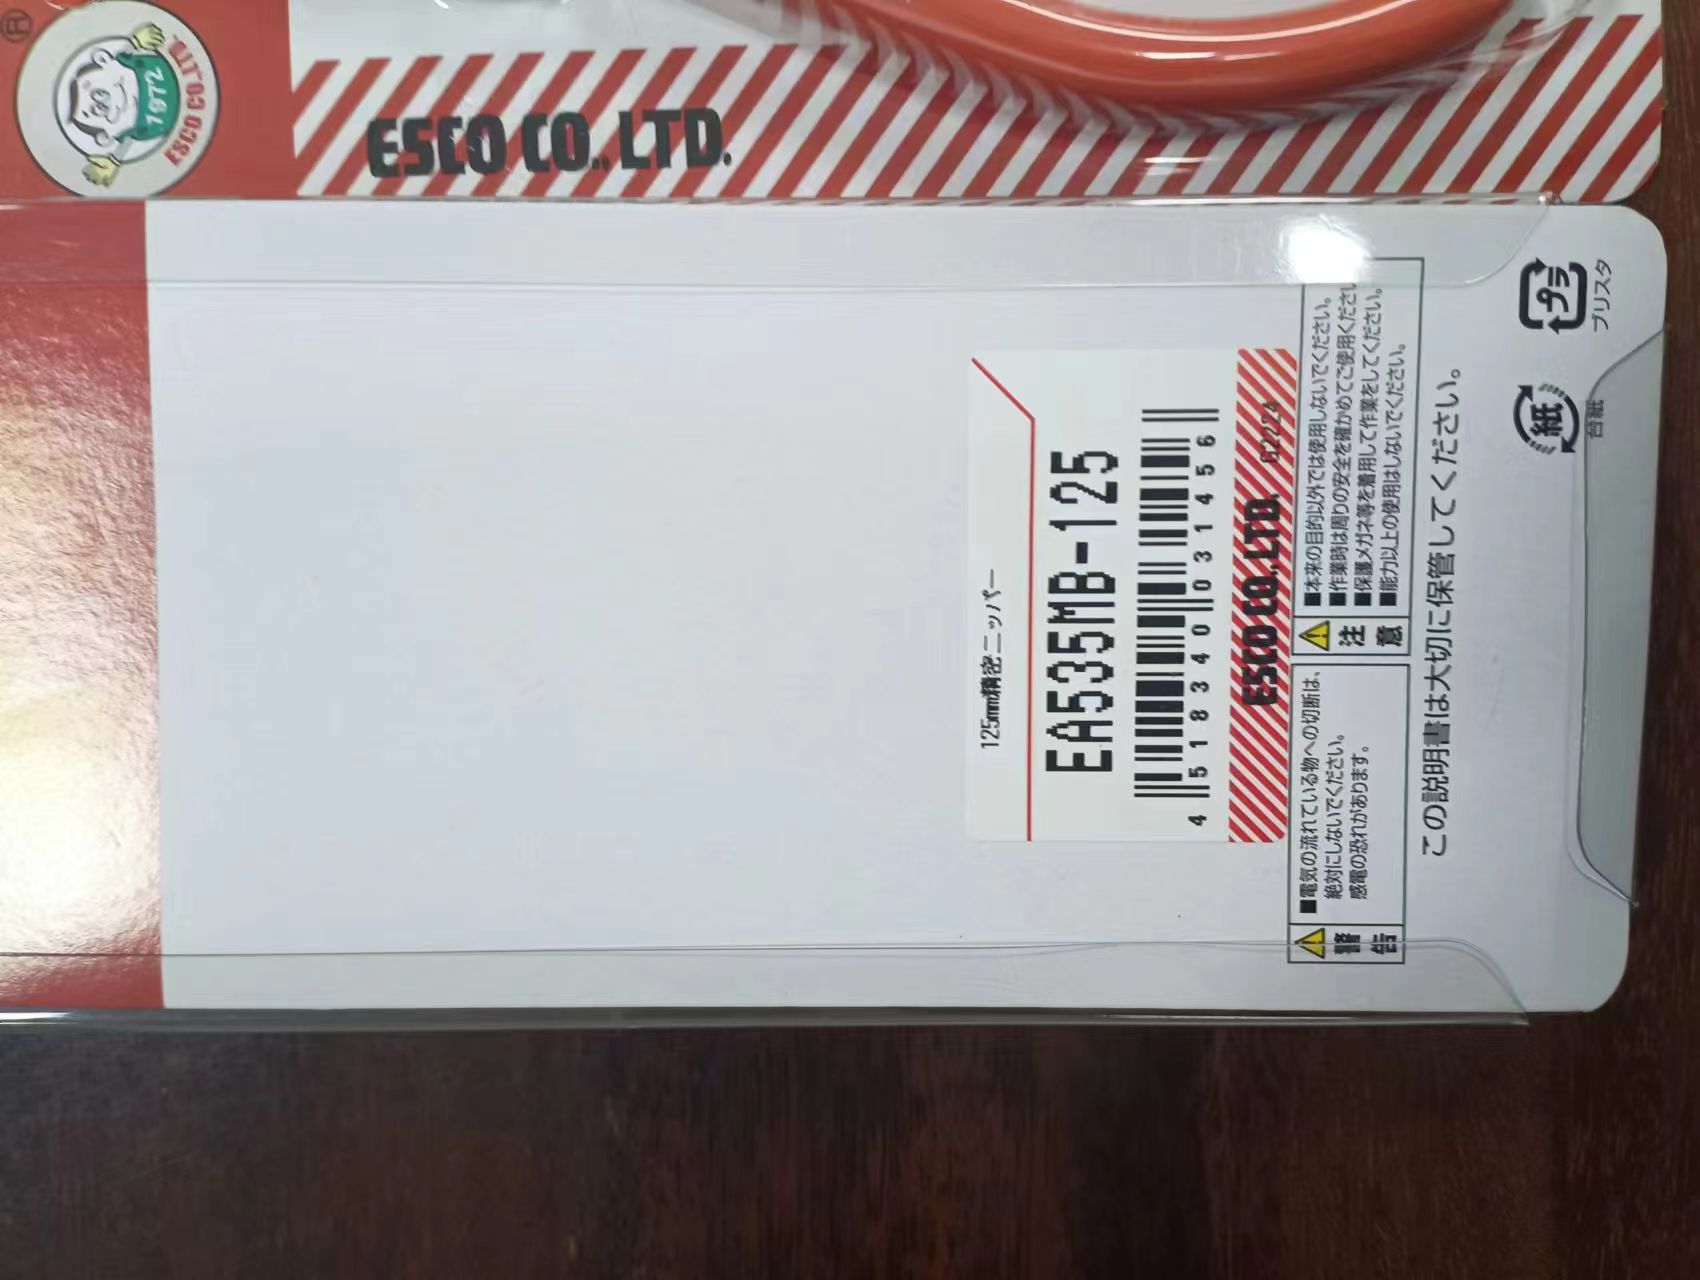 ®
1972
ESCO CO.,LTD.
ESCO CO.,LTD.
125mm精密ニッパー
EA535MB-125
4 518340 031456
ESCO CO.,LTD.
警告
■電気の流れている物への切断は、
絶対にしないでください。
感電の恐れがあります。
注意
■本来の目的以外では使用しないでください。
■作業時は周りの安全を確かめてご使用ください
■保護メガネ等を着用して作業をしてください。
■能力以上の使用はしないでください。
この説明書は大切に保管してください。
紙
台紙
プラ
ブリスタ